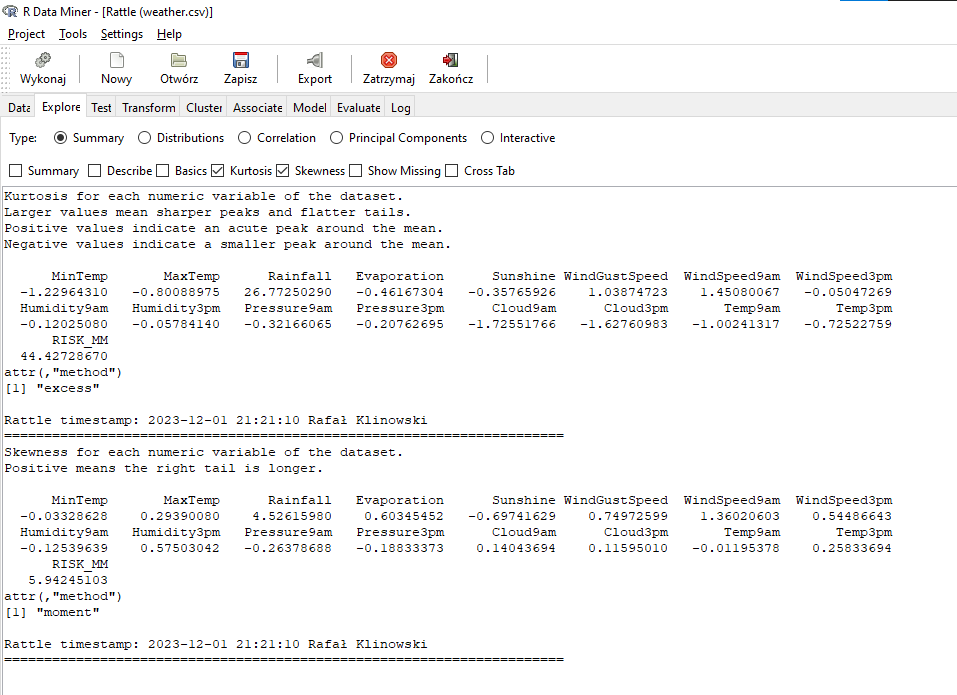 R Data Miner - [Rattle (weather.csv)]
Project Tools Settings Help
Wykonaj Nowy Otwórz Zapisz Export Zatrzymaj Zakończ
Data Explore Test Transform Cluster Associate Model Evaluate Log
Type: Summary Distributions Correlation Principal Components Interactive
Summary Describe Basics Kurtosis Skewness Show Missing Cross Tab
Kurtosis for each numeric variable of the dataset.
Larger values mean sharper peaks and flatter tails.
Positive values indicate an acute peak around the mean.
Negative values indicate a smaller peak around the mean.
MinTemp MaxTemp Rainfall Evaporation Sunshine WindGustSpeed WindSpeed9am WindSpeed3pm
-1.22964310 -0.80088975 26.77250290 -0.46167304 -0.35765926 1.03874723 1.45080067 -0.05047269
Humidity9am Humidity3pm Pressure9am Pressure3pm Cloud9am Cloud3pm Temp9am Temp3pm
-0.12025080 -0.05784140 -0.32166065 -0.20762695 -1.72551766 -1.62760983 -1.00241317 -0.72522759
RISK_MM
44.42728670
attr(,"method")
[1] "excess"
Rattle timestamp: 2023-12-01 21:21:10 Rafał Klinowski
======================================================================
Skewness for each numeric variable of the dataset.
Positive means the right tail is longer.
MinTemp MaxTemp Rainfall Evaporation Sunshine WindGustSpeed WindSpeed9am WindSpeed3pm
-0.03328628 0.29390080 4.52615980 0.60345452 -0.69741629 0.74972599 1.36020603 0.54486643
Humidity9am Humidity3pm Pressure9am Pressure3pm Cloud9am Cloud3pm Temp9am Temp3pm
-0.12539639 0.57503042 -0.26378688 -0.18833373 0.14043694 0.11595010 -0.01195378 0.25833694
RISK_MM
5.94245103
attr(,"method")
[1] "moment"
Rattle timestamp: 2023-12-01 21:21:10 Rafał Klinowski
======================================================================